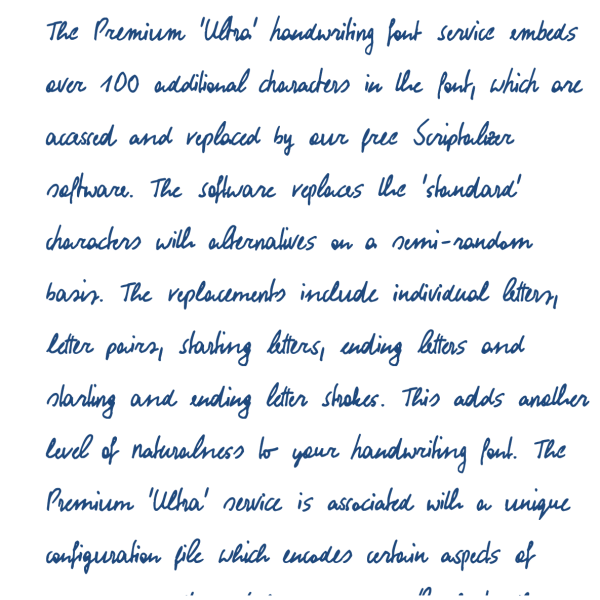 The Premium 'Ultra' handwriting font service embeds
over 100 additional characters in the font, which are
accessed and replaced by our free Scriptalizer
software. The software replaces the 'standard'
characters with alternatives on a semi-random
basis. The replacements include individual letters,
letter pairs, starting letters, ending letters and
starting and ending letter strokes. This adds another
level of naturalness to your handwriting font. The
Premium 'Ultra' service is associated with a unique
configuration file which encodes certain aspects of